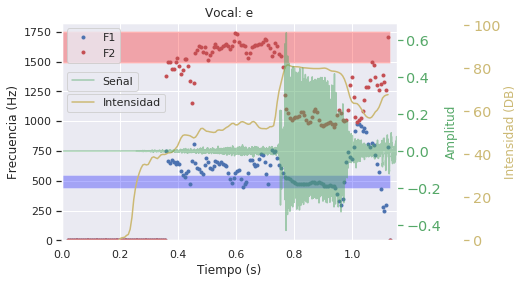 Vocal: e
F1
F2
Señal
Intensidad
Frecuencia (Hz)
1750
1500
1250
1000
750
500
250
0
0.0 0.2 0.4 0.6 0.8 1.0
Tiempo (s)
0.6
0.4
0.2
0.0
−0.2
−0.4
Amplitud
100
80
60
40
20
0
Intensidad (DB)